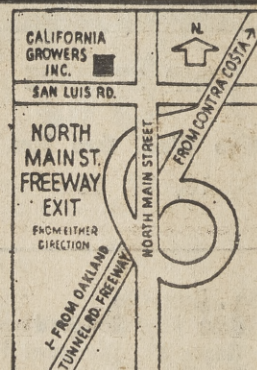 CALIFORNIA
GROWERS
INC.
N.
SAN LUIS RD.
FROM CONTRA COSTA
NORTH
MAIN ST.
FREEWAY
EXIT
FROM EITHER
DIRECTION
NORTH MAIN STREET
FROM OAKLAND
TUNNEL RD. FREEWAY